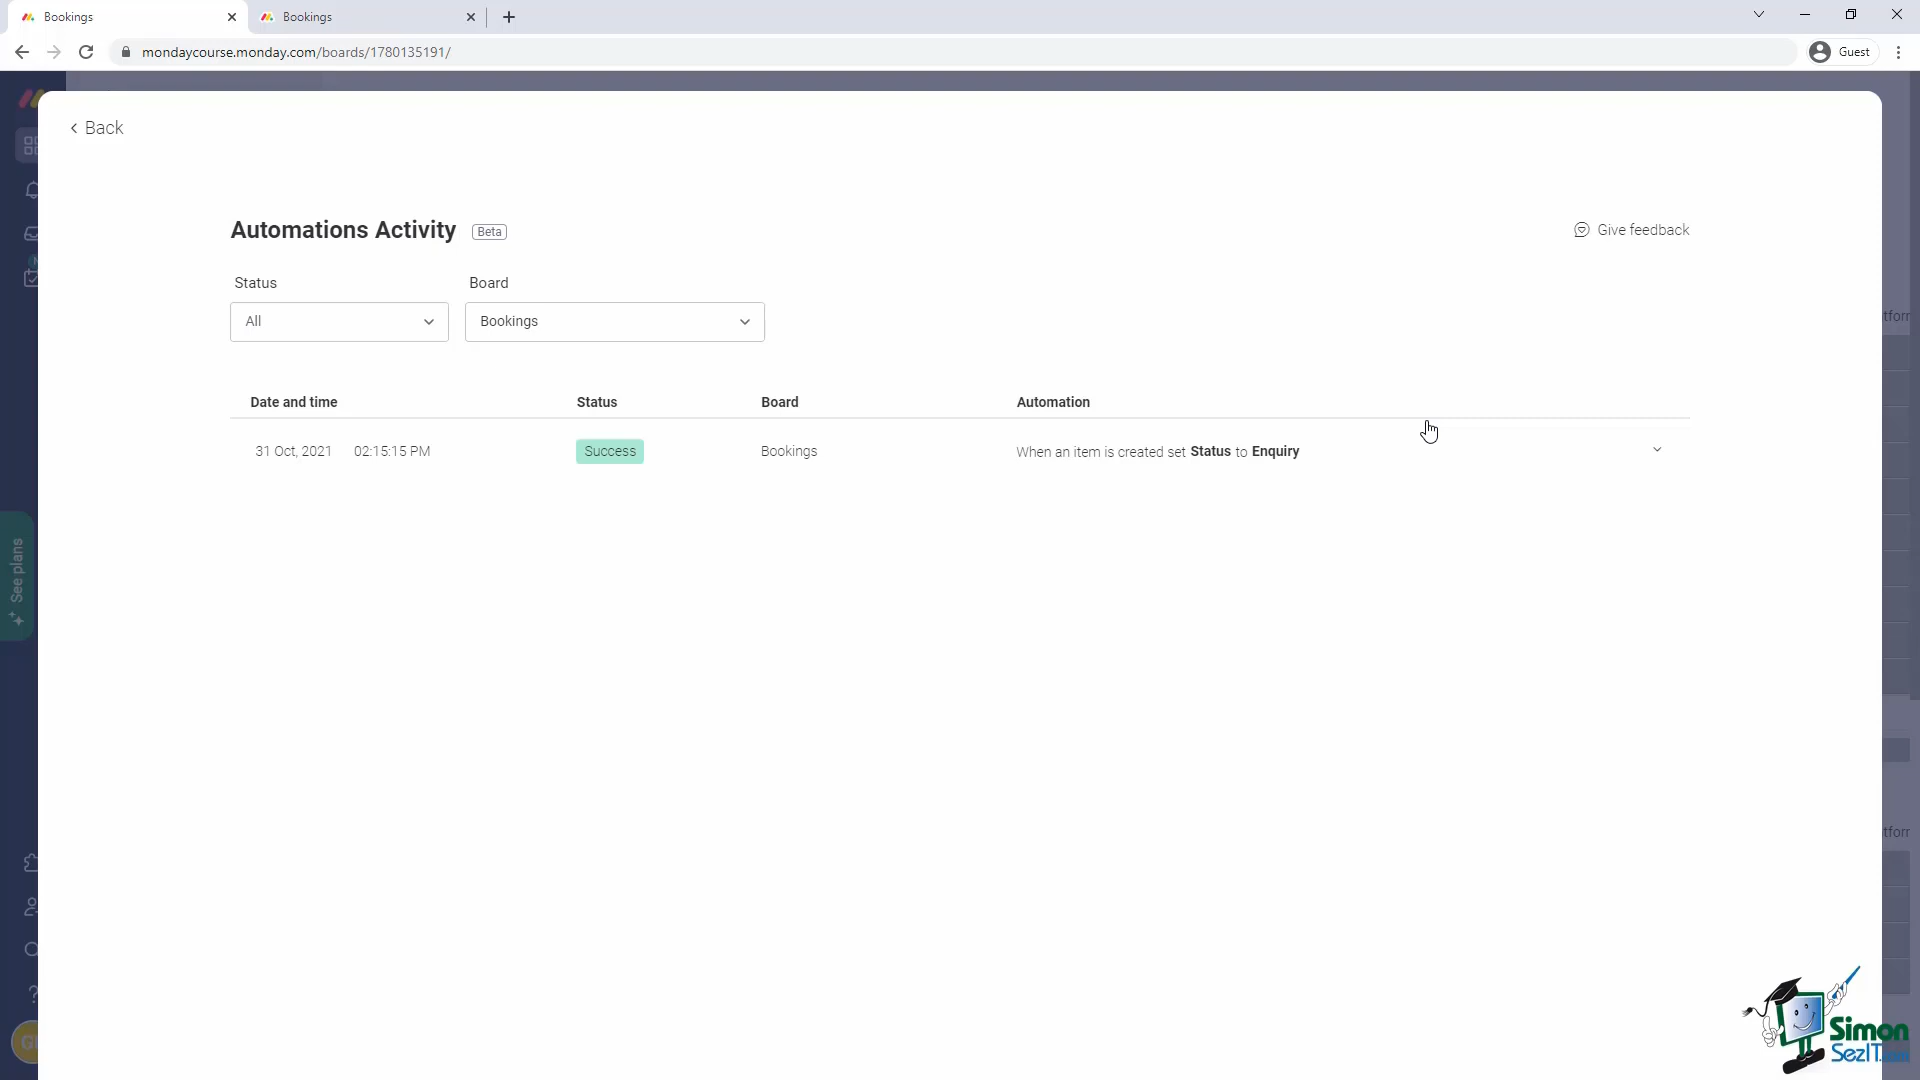 Bookings
Bookings
mondaycourse.monday.com/boards/1780135191/
Guest
Back
Automations Activity Beta
Give feedback
Status Board
All Bookings
Date and time Status Board Automation
31 Oct, 2021 02:15:15 PM Success Bookings When an item is created set Status to Enquiry
See plans
Simon
SezIT